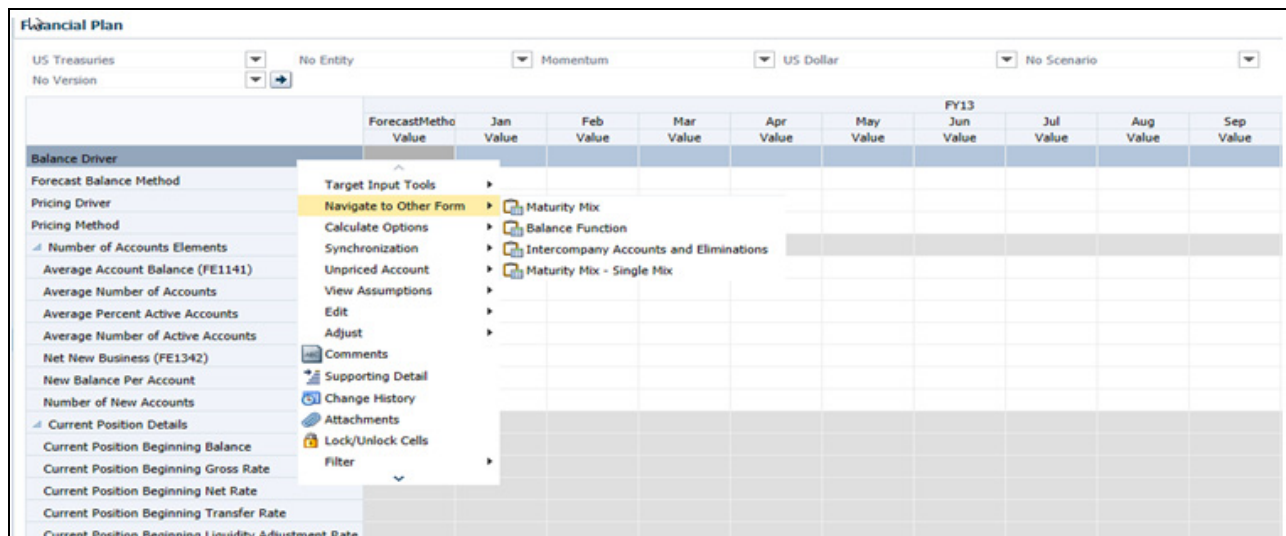 Financial Plan
US Treasuries No Entity Momentum US Dollar No Scenario
No Version
FY13
ForecastMetho Jan Feb Mar Apr May Jun Jul Aug Sep
Value Value Value Value Value Value Value Value Value Value
Balance Driver
Forecast Balance Method Target Input Tools
Pricing Driver Navigate to Other Form Maturity Mix
Pricing Method Calculate Options Balance Function
Number of Accounts Elements Synchronization Intercompany Accounts and Eliminations
Average Account Balance (FE1141) Unpriced Account Maturity Mix - Single Mix
Average Number of Accounts View Assumptions
Average Percent Active Accounts Edit
Average Number of Active Accounts Adjust
Net New Business (FE1342) Comments
New Balance Per Account Supporting Detail
Number of New Accounts Change History
Current Position Details Attachments
Current Position Beginning Balance Lock/Unlock Cells
Current Position Beginning Gross Rate Filter
Current Position Beginning Net Rate
Current Position Beginning Transfer Rate
Current Position Beginning Liquidity Adjustment Rate